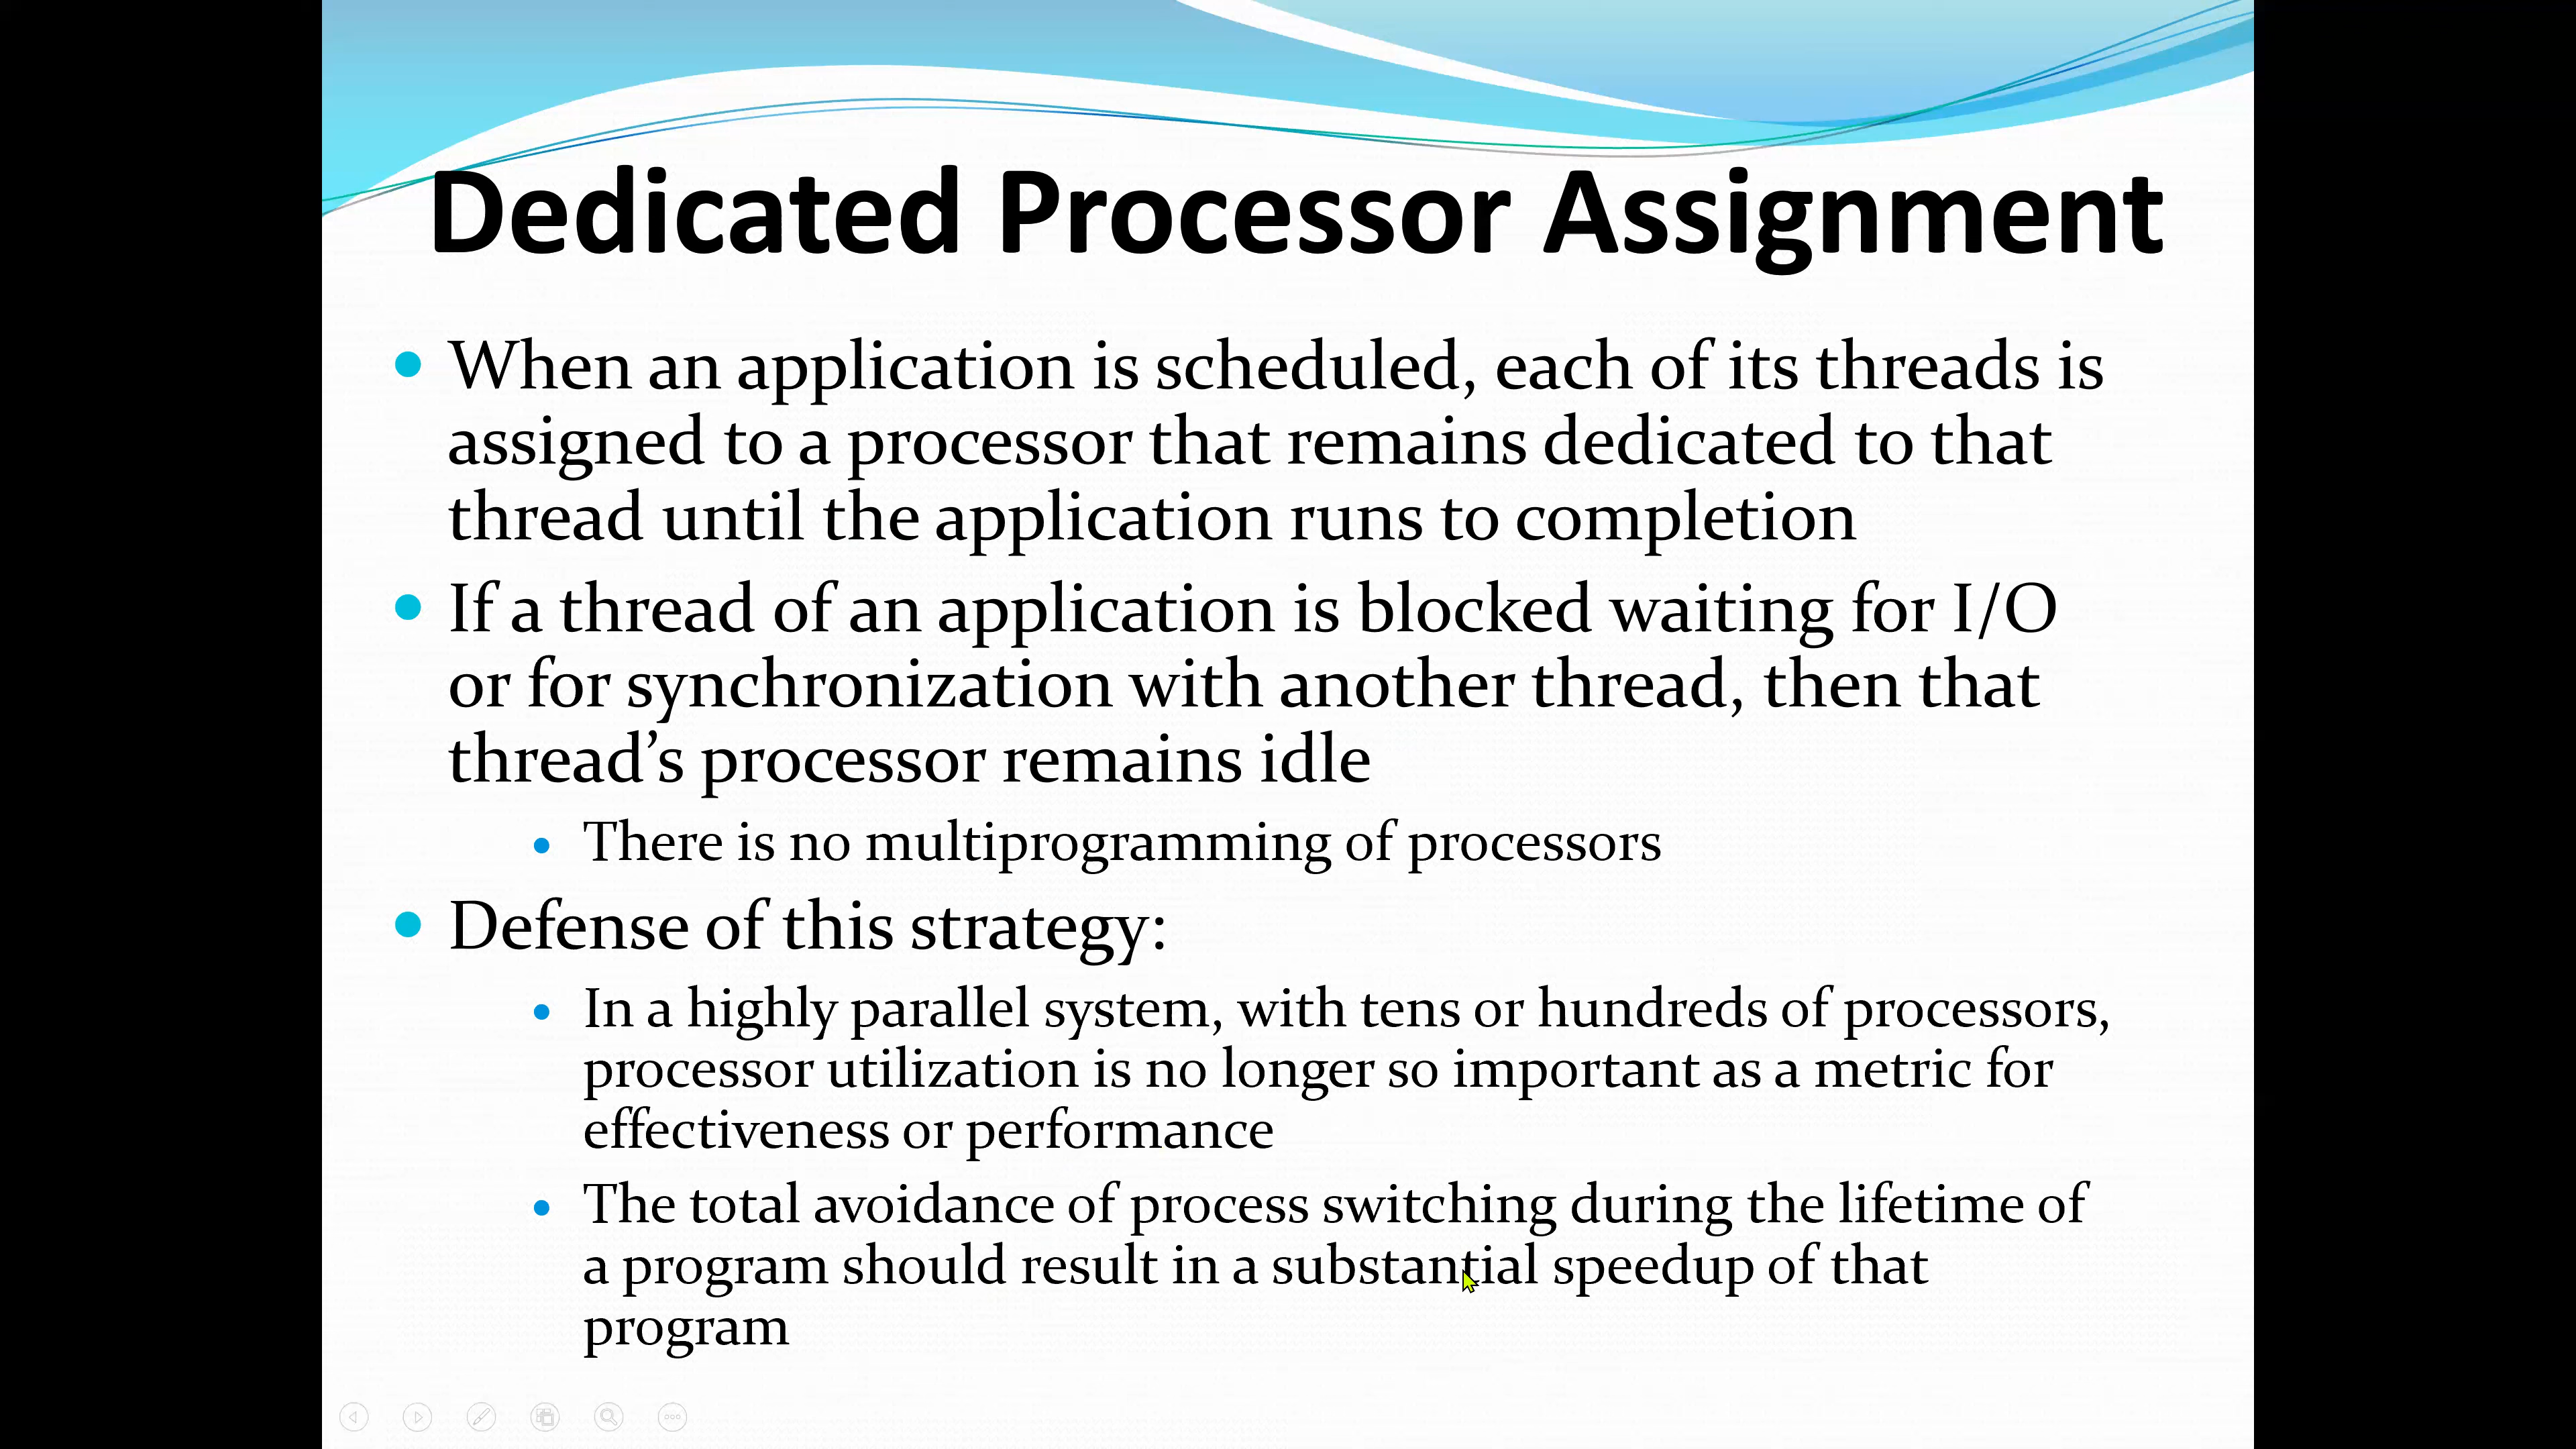 Dedicated Processor Assignment
• When an application is scheduled, each of its threads is
assigned to a processor that remains dedicated to that
thread until the application runs to completion
• If a thread of an application is blocked waiting for I/O
or for synchronization with another thread, then that
thread’s processor remains idle
• There is no multiprogramming of processors
• Defense of this strategy:
• In a highly parallel system, with tens or hundreds of processors,
processor utilization is no longer so important as a metric for
effectiveness or performance
• The total avoidance of process switching during the lifetime of
a program should result in a substantial speedup of that
program